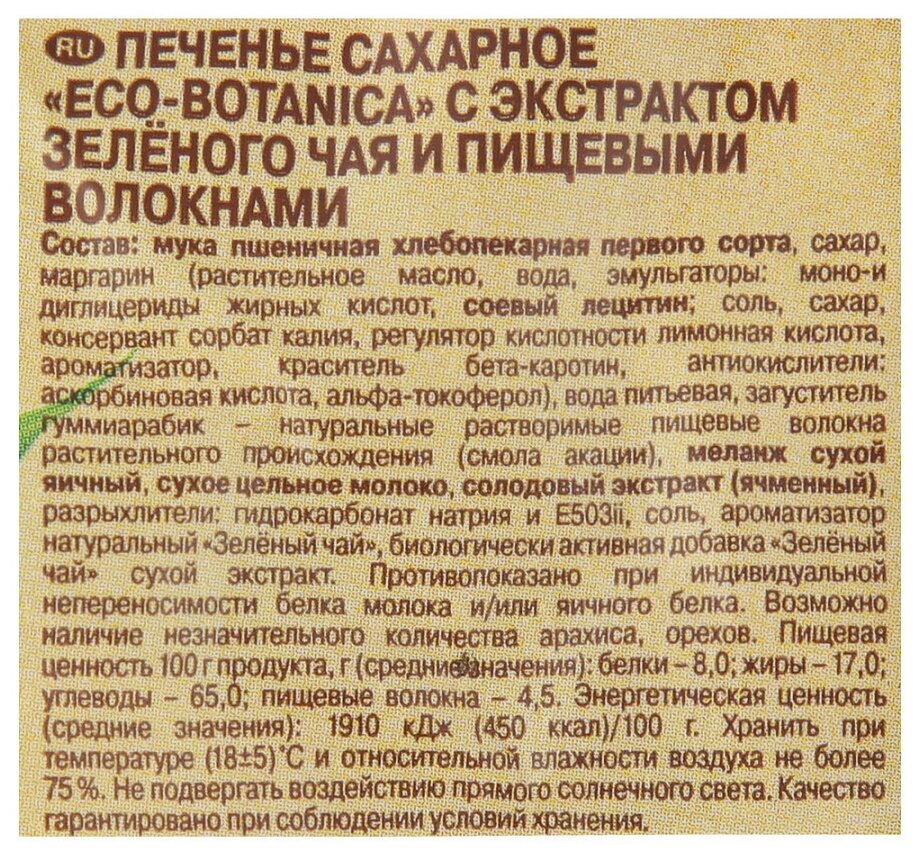 RU ПЕЧЕНЬЕ САХАРНОЕ
«ECO-BOTANICA» С ЭКСТРАКТОМ
ЗЕЛЁНОГО ЧАЯ И ПИЩЕВЫМИ
ВОЛОКНАМИ
Состав: мука пшеничная хлебопекарная первого сорта, сахар,
маргарин (растительное масло, вода, эмульгаторы: моно-и
диглицериды жирных кислот, соевый лецитин; соль, сахар,
консервант сорбат калия, регулятор кислотности лимонная кислота,
ароматизатор, краситель бета-каротин, антиокислители:
аскорбиновая кислота, альфа-токоферол), вода питьевая, загуститель
гуммиарабик – натуральные растворимые пищевые волокна
растительного происхождения (смола акации), меланж сухой
яичный, сухое цельное молоко, солодовый экстракт (ячменный),
разрыхлители: гидрокарбонат натрия и E503ii, соль, ароматизатор
натуральный «Зелёный чай», биологически активная добавка «Зелёный
чай» сухой экстракт. Противопоказано при индивидуальной
непереносимости белка молока и/или яичного белка. Возможно
наличие незначительного количества арахиса, орехов. Пищевая
ценность 100 г продукта, г (средние значения): белки – 8,0; жиры – 17,0;
углеводы – 65,0; пищевые волокна – 4,5. Энергетическая ценность
(средние значения): 1910 кДж (450 ккал)/100 г. Хранить при
температуре (18±5)°С и относительной влажности воздуха не более
75 %. Не подвергать воздействию прямого солнечного света. Качество
гарантировано при соблюдении условий хранения.